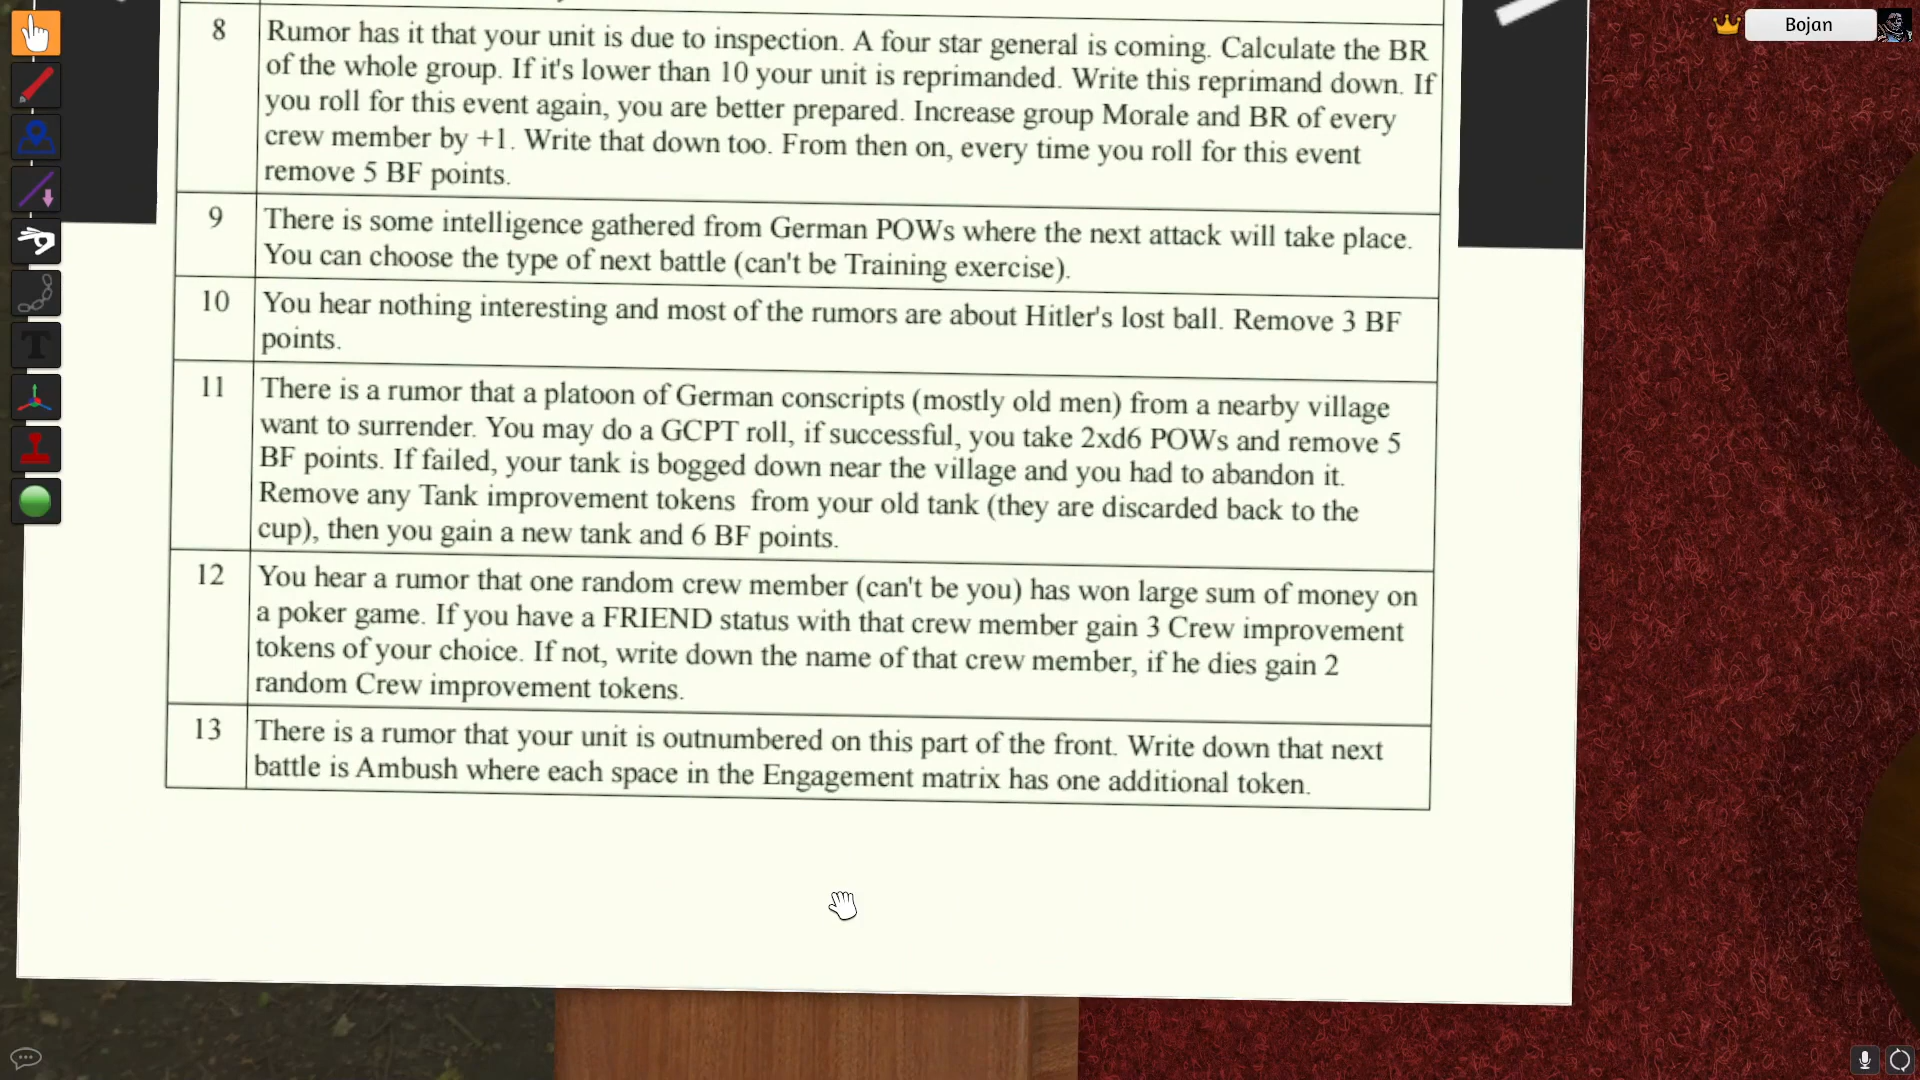 Bojan
8
Rumor has it that your unit is due to inspection. A four star general is coming. Calculate the BR
of the whole group. If it's lower than 10 your unit is reprimanded. Write this reprimand down. If
you roll for this event again, you are better prepared. Increase group Morale and BR of every
crew member by +1. Write that down too. From then on, every time you roll for this event
remove 5 BF points.
9
There is some intelligence gathered from German POWs where the next attack will take place.
You can choose the type of next battle (can't be Training exercise).
10
You hear nothing interesting and most of the rumors are about Hitler's lost ball. Remove 3 BF
points.
11
There is a rumor that a platoon of German conscripts (mostly old men) from a nearby village
want to surrender. You may do a GCPT roll, if successful, you take 2xd6 POWs and remove 5
BF points. If failed, your tank is bogged down near the village and you had to abandon it.
Remove any Tank improvement tokens from your old tank (they are discarded back to the
cup), then you gain a new tank and 6 BF points.
12
You hear a rumor that one random crew member (can't be you) has won large sum of money on
a poker game. If you have a FRIEND status with that crew member gain 3 Crew improvement
tokens of your choice. If not, write down the name of that crew member, if he dies gain 2
random Crew improvement tokens.
13
There is a rumor that your unit is outnumbered on this part of the front. Write down that next
battle is Ambush where each space in the Engagement matrix has one additional token.
T